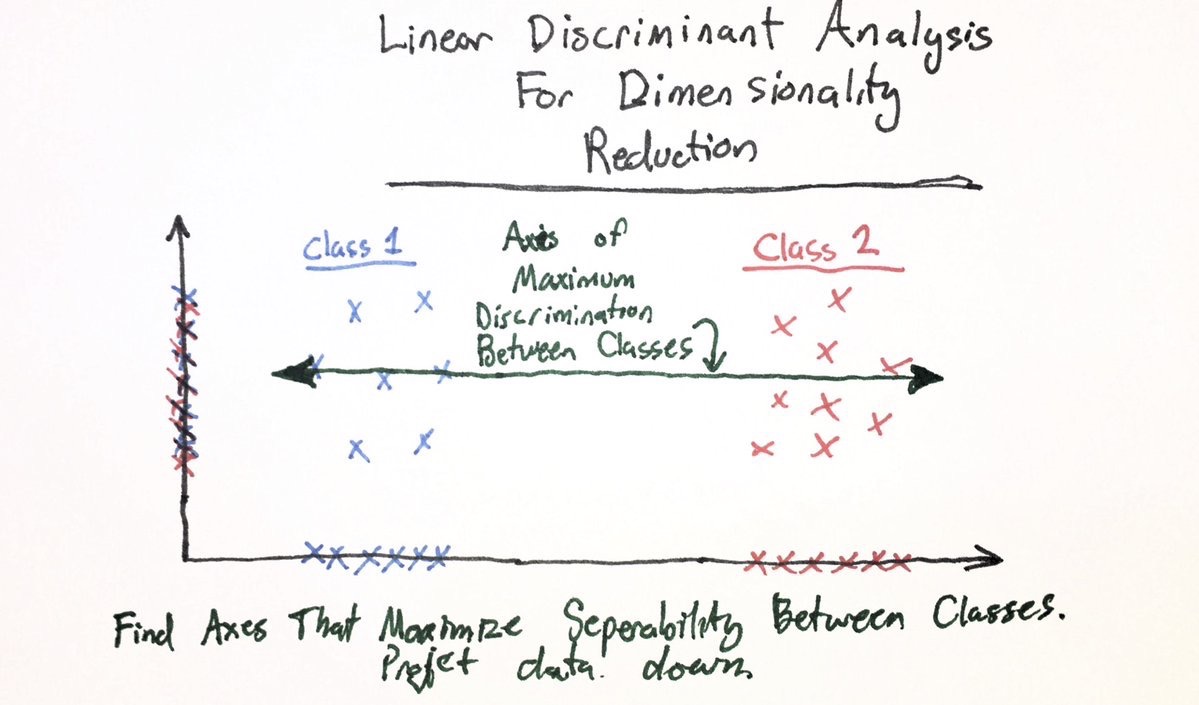 Linear Discriminant Analysis
For Dimensionality
Reduction
Class 1
Axis of
Maximum
Discrimination
Between Classes
Class 2
Find Axes That Maximize Seperability Between Classes.
Project data down